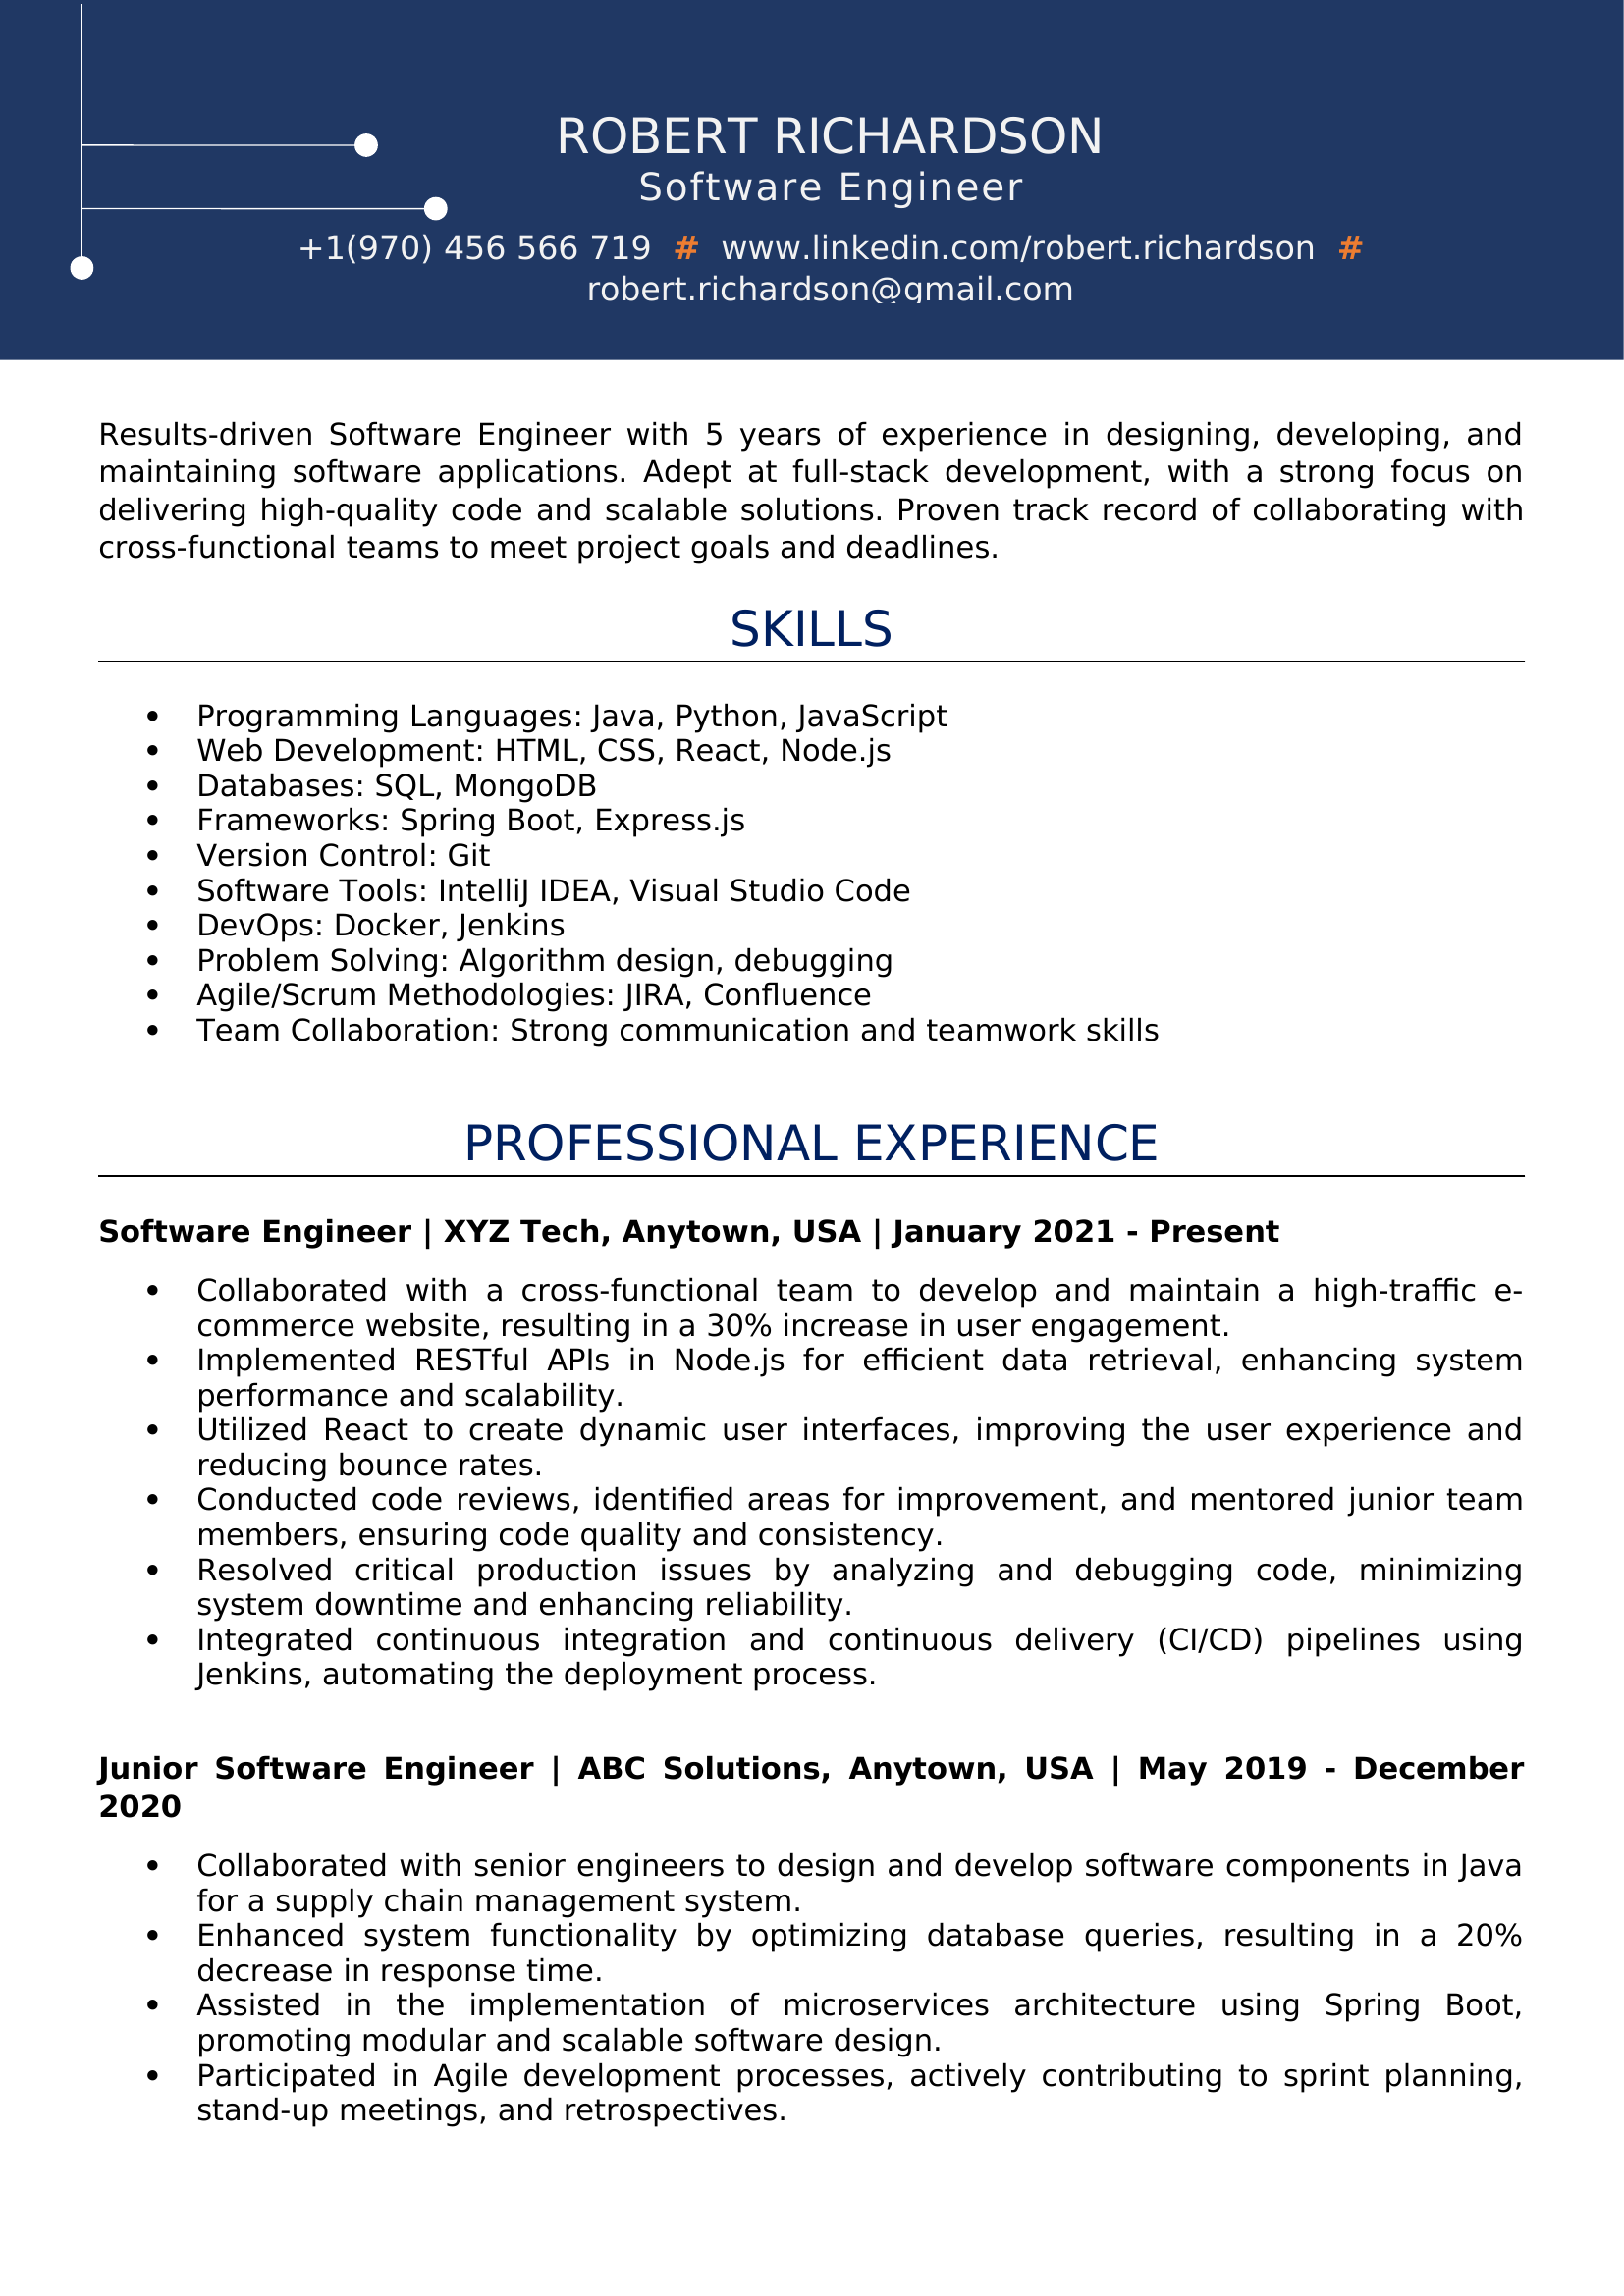 ROBERT RICHARDSON
Software Engineer
+1(970) 456 566 719 # www.linkedin.com/robert.richardson #
robert.richardson@gmail.com
Results-driven Software Engineer with 5 years of experience in designing, developing, and
maintaining software applications. Adept at full-stack development, with a strong focus on
delivering high-quality code and scalable solutions. Proven track record of collaborating with
cross-functional teams to meet project goals and deadlines.
SKILLS
• Programming Languages: Java, Python, JavaScript
• Web Development: HTML, CSS, React, Node.js
• Databases: SQL, MongoDB
• Frameworks: Spring Boot, Express.js
• Version Control: Git
• Software Tools: IntelliJ IDEA, Visual Studio Code
• DevOps: Docker, Jenkins
• Problem Solving: Algorithm design, debugging
• Agile/Scrum Methodologies: JIRA, Confluence
• Team Collaboration: Strong communication and teamwork skills
PROFESSIONAL EXPERIENCE
Software Engineer | XYZ Tech, Anytown, USA | January 2021 - Present
• Collaborated with a cross-functional team to develop and maintain a high-traffic e-
commerce website, resulting in a 30% increase in user engagement.
• Implemented RESTful APIs in Node.js for efficient data retrieval, enhancing system
performance and scalability.
• Utilized React to create dynamic user interfaces, improving the user experience and
reducing bounce rates.
• Conducted code reviews, identified areas for improvement, and mentored junior team
members, ensuring code quality and consistency.
• Resolved critical production issues by analyzing and debugging code, minimizing
system downtime and enhancing reliability.
• Integrated continuous integration and continuous delivery (CI/CD) pipelines using
Jenkins, automating the deployment process.
Junior Software Engineer | ABC Solutions, Anytown, USA | May 2019 - December
2020
• Collaborated with senior engineers to design and develop software components in Java
for a supply chain management system.
• Enhanced system functionality by optimizing database queries, resulting in a 20%
decrease in response time.
• Assisted in the implementation of microservices architecture using Spring Boot,
promoting modular and scalable software design.
• Participated in Agile development processes, actively contributing to sprint planning,
stand-up meetings, and retrospectives.